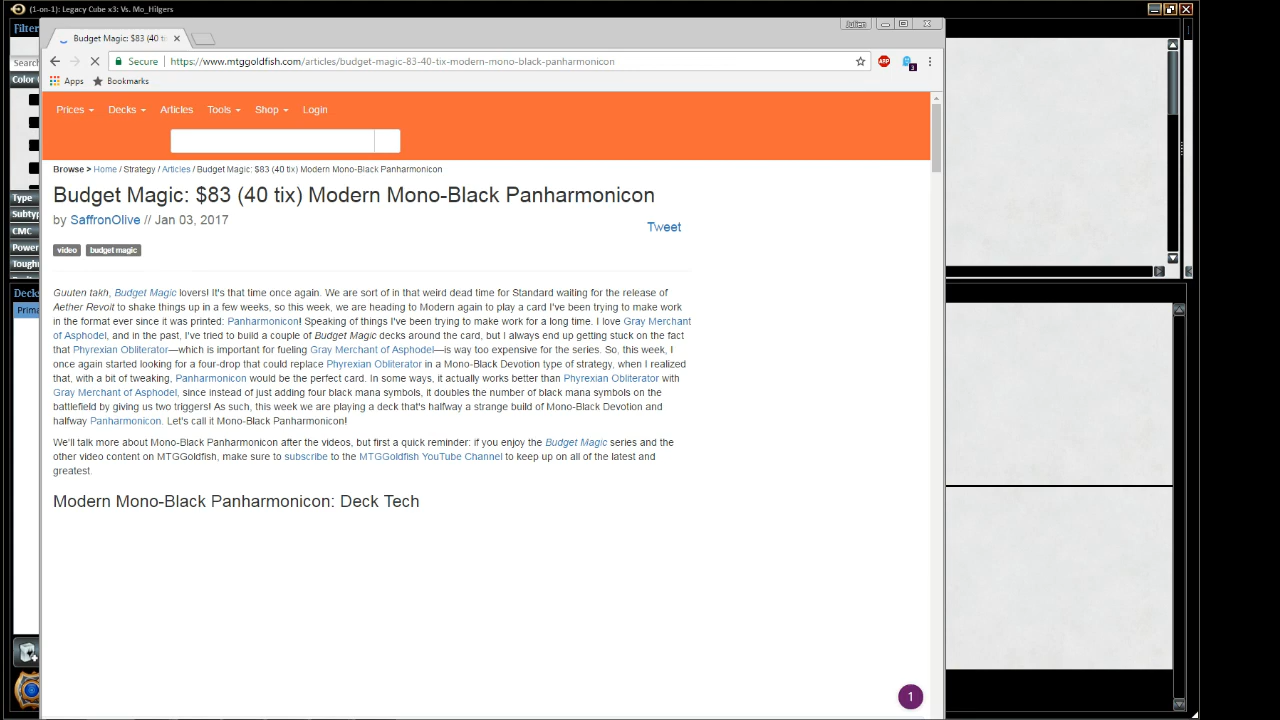 (1-on-1): Legacy Cube x3: Vs. Mo_Hilgers
Filter
Julien
Budget Magic: $83 (40 ti
Search
Secure
https://www.mtggoldfish.com/articles/budget-magic-83-40-tix-modern-mono-black-panharmonicon
ABP
3
Apps
Bookmarks
Color
Prices
Decks
Articles
Tools
Shop
Login
Browse > Home / Strategy / Articles / Budget Magic: $83 (40 tix) Modern Mono-Black Panharmonicon
Budget Magic: $83 (40 tix) Modern Mono-Black Panharmonicon
by SaffronOlive // Jan 03, 2017
Tweet
video
budget magic
Type
Subtyp
CMC
Power
Tough
Deck
Prima
Guuten takh, Budget Magic lovers! It's that time once again. We are sort of in that weird dead time for Standard waiting for the release of
Aether Revolt to shake things up in a few weeks, so this week, we are heading to Modern again to play a card I've been trying to make work
in the format ever since it was printed: Panharmonicon! Speaking of things I've been trying to make work for a long time. I love Gray Merchant
of Asphodel, and in the past, I've tried to build a couple of Budget Magic decks around the card, but I always end up getting stuck on the fact
that Phyrexian Obliterator—which is important for fueling Gray Merchant of Asphodel—is way too expensive for the series. So, this week, I
once again started looking for a four-drop that could replace Phyrexian Obliterator in a Mono-Black Devotion type of strategy, when I realized
that, with a bit of tweaking, Panharmonicon would be the perfect card. In some ways, it actually works better than Phyrexian Obliterator with
Gray Merchant of Asphodel, since instead of just adding four black mana symbols, it doubles the number of black mana symbols on the
battlefield by giving us two triggers! As such, this week we are playing a deck that's halfway a strange build of Mono-Black Devotion and
halfway Panharmonicon. Let's call it Mono-Black Panharmonicon!
We'll talk more about Mono-Black Panharmonicon after the videos, but first a quick reminder: if you enjoy the Budget Magic series and the
other video content on MTGGoldfish, make sure to subscribe to the MTGGoldfish YouTube Channel to keep up on all of the latest and
greatest.
Modern Mono-Black Panharmonicon: Deck Tech
1